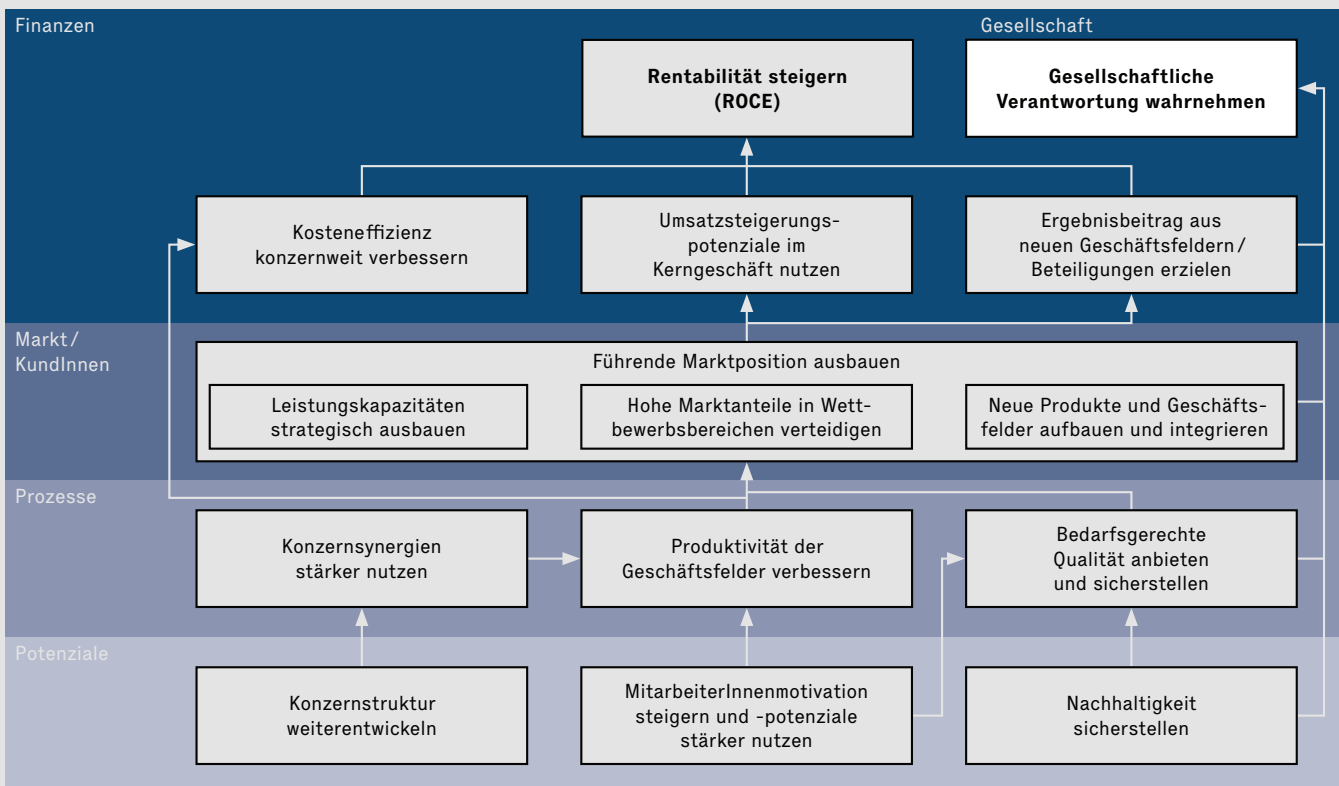 Finanzen
Gesellschaft
Rentabilität steigern
(ROCE)
Gesellschaftliche
Verantwortung wahrnehmen
Kosteneffizienz
konzernweit verbessern
Umsatzsteigerungs-
potenziale im
Kerngeschäft nutzen
Ergebnisbeitrag aus
neuen Geschäftsfeldern/
Beteiligungen erzielen
Markt/
KundInnen
Führende Marktposition ausbauen
Leistungskapazitäten
strategisch ausbauen
Hohe Marktanteile in Wett-
bewerbsbereichen verteidigen
Neue Produkte und Geschäfts-
felder aufbauen und integrieren
Prozesse
Konzernsynergien
stärker nutzen
Produktivität der
Geschäftsfelder verbessern
Bedarfsgerechte
Qualität anbieten
und sicherstellen
Potenziale
Konzernstruktur
weiterentwickeln
MitarbeiterInnenmotivation
steigern und -potenziale
stärker nutzen
Nachhaltigkeit
sicherstellen